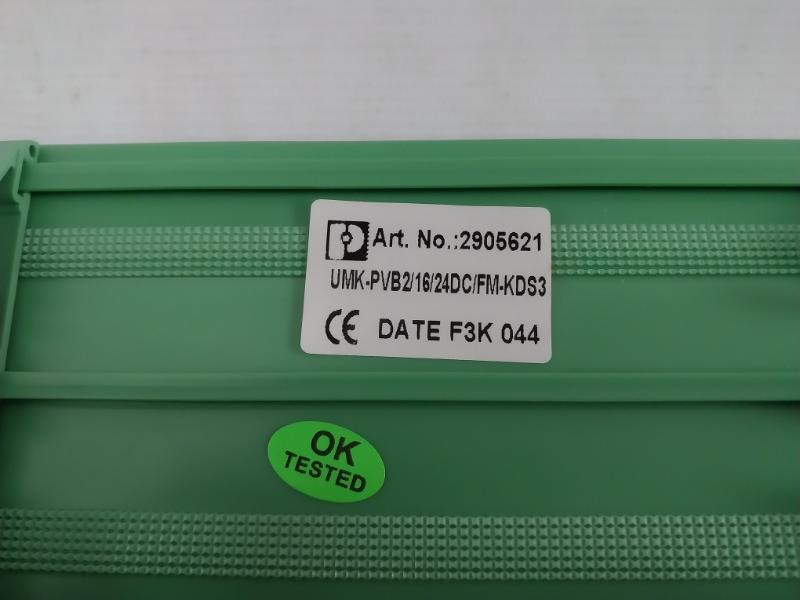 Art. No.:2905621
UMK-PVB2/16/24DC/FM-KDS3
CE DATE F3K 044
OK
TESTED